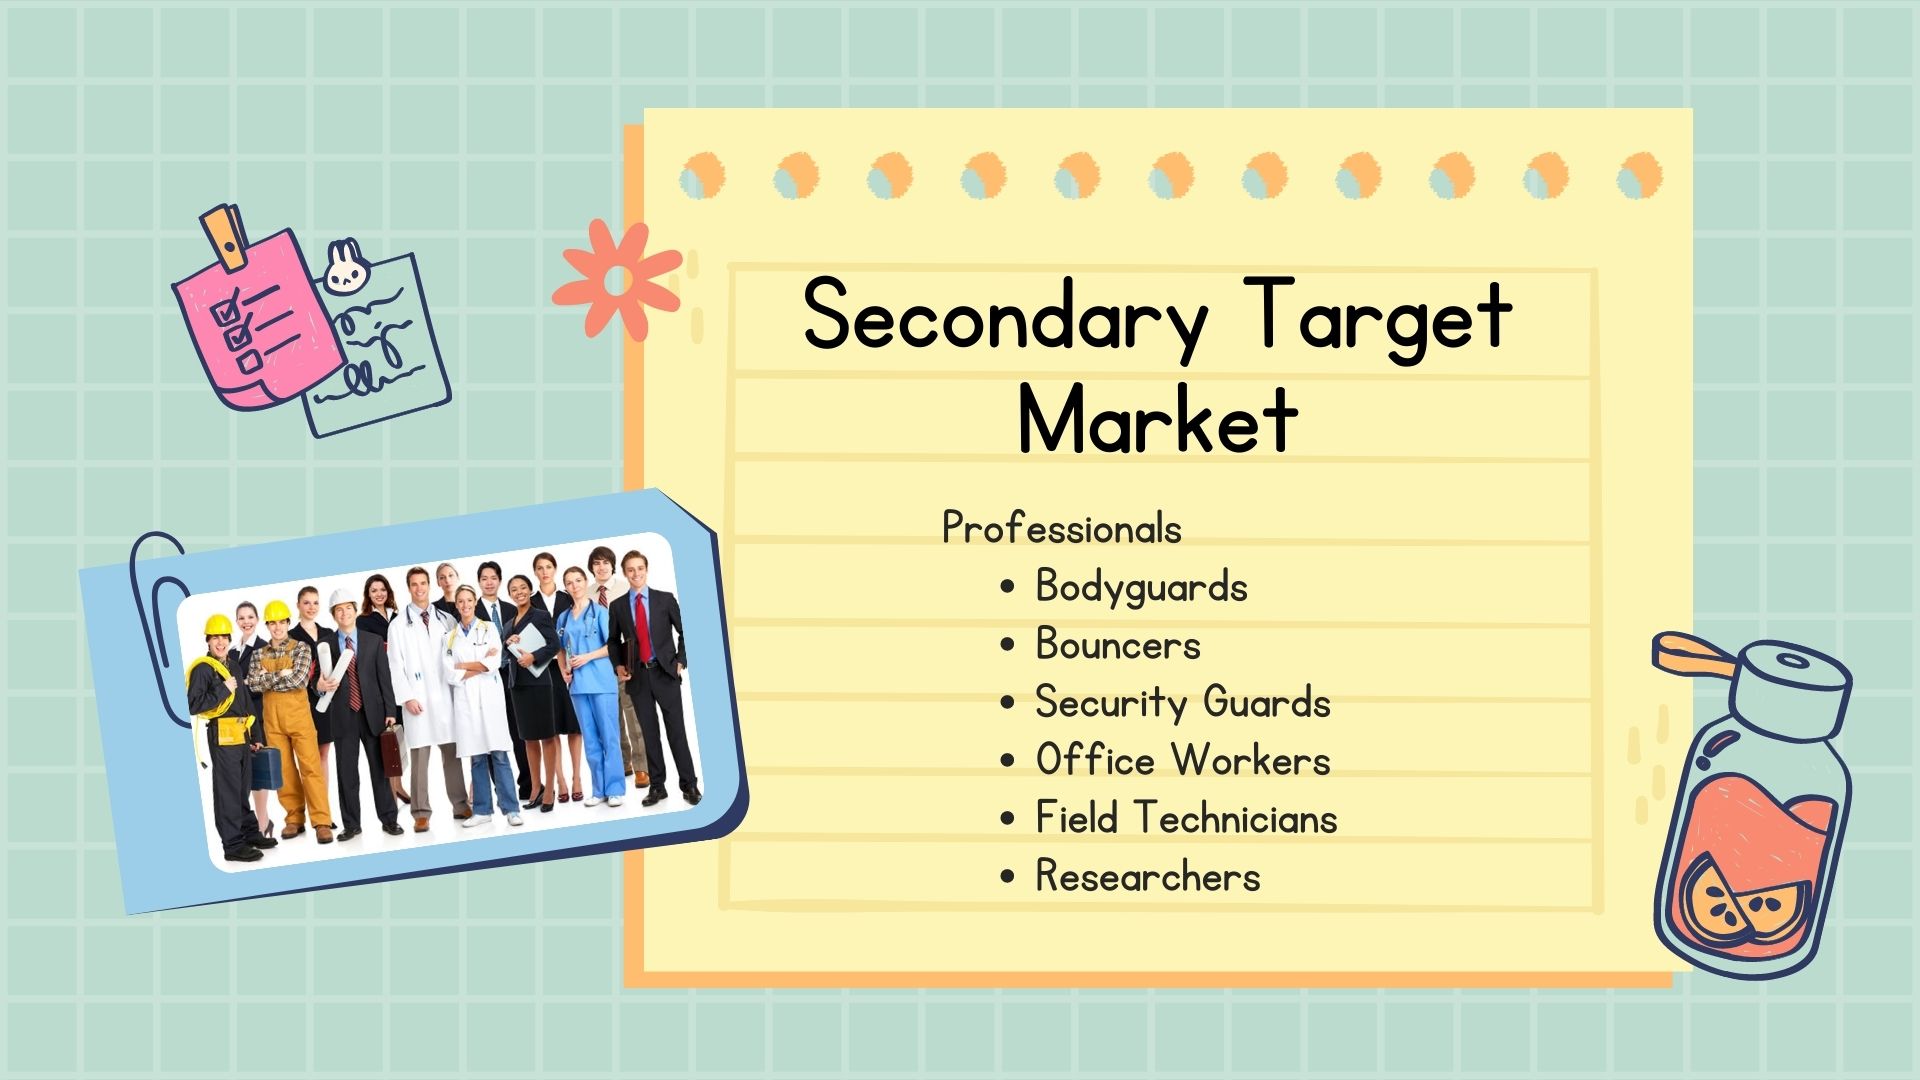 Secondary Target
Market
Professionals
• Bodyguards
• Bouncers
• Security Guards
• Office Workers
• Field Technicians
• Researchers